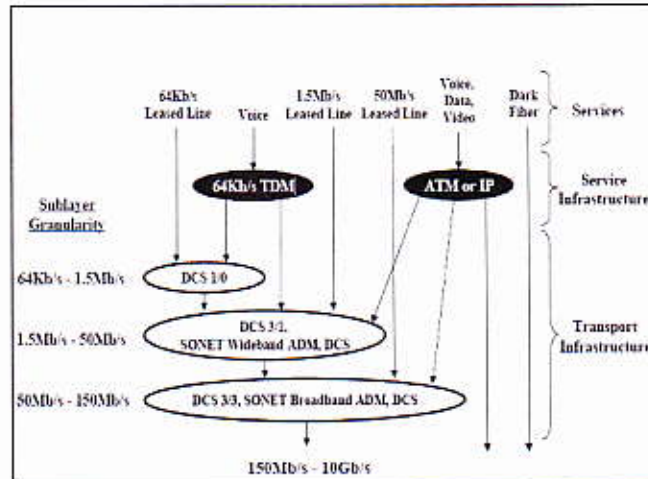 64Kb/s
Leased Line
Voice
1.5Mb/s
Leased Line
50Mb/s
Leased Line
Voice,
Data,
Video
Dark
Fiber
Services
64Kb/s TDM
ATM or IP
Service
Infrastructure
Sublayer
Granularity
64Kb/s - 1.5Mb/s
DCS 1/0
1.5Mb/s - 50Mb/s
DCS 3/1,
SONET Wideband ADM, DCS
Transport
Infrastructure
50Mb/s - 150Mb/s
DCS 3/3, SONET Broadband ADM, DCS
150Mb/s - 10Gb/s